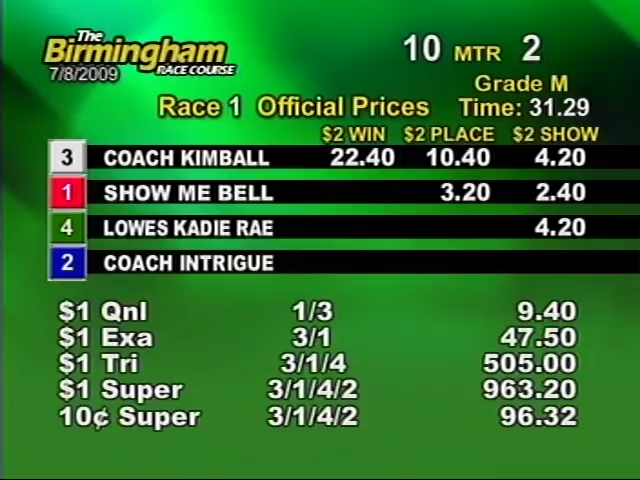 The
Birmingham
RACE COURSE
7/8/2009
10 MTR 2
Grade M
Race 1 Official Prices Time: 31.29
$2 WIN $2 PLACE $2 SHOW
3 COACH KIMBALL 22.40 10.40 4.20
1 SHOW ME BELL 3.20 2.40
4 LOWES KADIE RAE 4.20
2 COACH INTRIGUE
$1 Qnl 1/3 9.40
$1 Exa 3/1 47.50
$1 Tri 3/1/4 505.00
$1 Super 3/1/4/2 963.20
10¢ Super 3/1/4/2 96.32